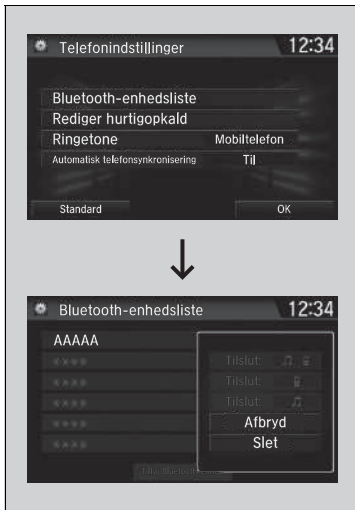 Telefonindstillinger 12:34
Bluetooth-enhedsliste
Rediger hurtigopkald
Ringetone Mobiltelefon
Automatisk telefonsynkronisering Til
Standard OK
Bluetooth-enhedsliste 12:34
AAAAA
Tilslut:
Tilslut:
Tilslut:
Afbryd
Slet